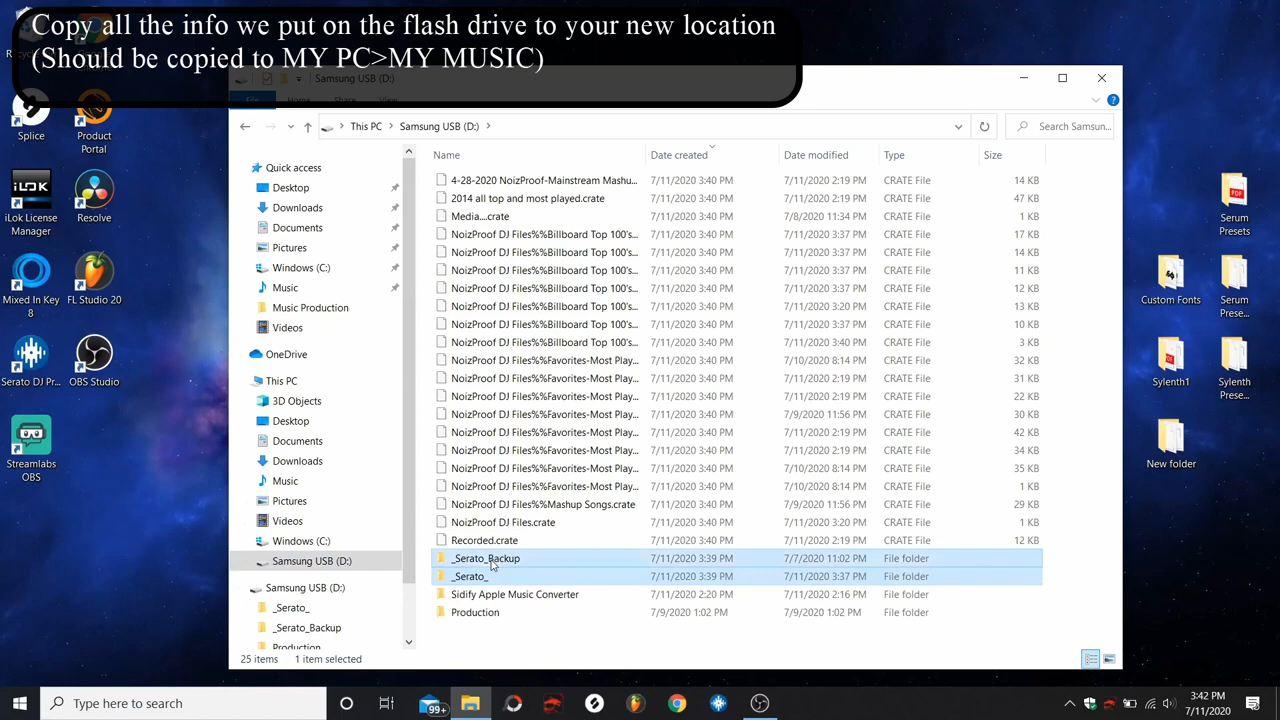 Copy all the info we put on the flash drive to your new location
(Should be copied to MY PC>MY MUSIC)
Samsung USB (D:)
This PC
Samsung USB (D:)
Search Samsun...
Name
Date created
Date modified
Type
Size
Quick access
Desktop
Downloads
Documents
Pictures
Windows (C:)
Music
Music Production
Videos
OneDrive
This PC
3D Objects
Desktop
Documents
Downloads
Music
Pictures
Videos
Windows (C:)
Samsung USB (D:)
Samsung USB (D:)
_Serato_
_Serato_Backup
Production
4-28-2020 NoizProof-Mainstream Mashu... 7/11/2020 3:40 PM 7/11/2020 2:19 PM CRATE File 14 KB
2014 all top and most played.crate 7/11/2020 3:40 PM 7/11/2020 2:19 PM CRATE File 47 KB
Media....crate 7/11/2020 3:40 PM 7/8/2020 11:34 PM CRATE File 1 KB
NoizProof DJ Files%%Billboard Top 100's... 7/11/2020 3:40 PM 7/11/2020 3:37 PM CRATE File 17 KB
NoizProof DJ Files%%Billboard Top 100's... 7/11/2020 3:40 PM 7/11/2020 2:19 PM CRATE File 14 KB
NoizProof DJ Files%%Billboard Top 100's... 7/11/2020 3:40 PM 7/11/2020 3:37 PM CRATE File 11 KB
NoizProof DJ Files%%Billboard Top 100's... 7/11/2020 3:40 PM 7/11/2020 3:37 PM CRATE File 12 KB
NoizProof DJ Files%%Billboard Top 100's... 7/11/2020 3:40 PM 7/11/2020 3:20 PM CRATE File 13 KB
NoizProof DJ Files%%Billboard Top 100's... 7/11/2020 3:40 PM 7/11/2020 3:37 PM CRATE File 10 KB
NoizProof DJ Files%%Billboard Top 100's... 7/11/2020 3:40 PM 7/11/2020 3:40 PM CRATE File 3 KB
NoizProof DJ Files%%Favorites-Most Play... 7/11/2020 3:40 PM 7/10/2020 8:14 PM CRATE File 32 KB
NoizProof DJ Files%%Favorites-Most Play... 7/11/2020 3:40 PM 7/11/2020 2:19 PM CRATE File 31 KB
NoizProof DJ Files%%Favorites-Most Play... 7/11/2020 3:40 PM 7/11/2020 2:19 PM CRATE File 22 KB
NoizProof DJ Files%%Favorites-Most Play... 7/11/2020 3:40 PM 7/9/2020 11:56 PM CRATE File 30 KB
NoizProof DJ Files%%Favorites-Most Play... 7/11/2020 3:40 PM 7/11/2020 2:19 PM CRATE File 42 KB
NoizProof DJ Files%%Favorites-Most Play... 7/11/2020 3:40 PM 7/11/2020 2:19 PM CRATE File 34 KB
NoizProof DJ Files%%Favorites-Most Play... 7/11/2020 3:40 PM 7/10/2020 8:14 PM CRATE File 35 KB
NoizProof DJ Files%%Favorites-Most Play... 7/11/2020 3:40 PM 7/10/2020 8:14 PM CRATE File 1 KB
NoizProof DJ Files%%Mashup Songs.crate 7/11/2020 3:40 PM 7/9/2020 11:56 PM CRATE File 29 KB
NoizProof DJ Files.crate 7/11/2020 3:40 PM 7/11/2020 3:20 PM CRATE File 1 KB
Recorded.crate 7/11/2020 3:40 PM 7/11/2020 2:19 PM CRATE File 12 KB
_Serato_Backup 7/11/2020 3:39 PM 7/7/2020 11:02 PM File folder
_Serato_ 7/11/2020 3:39 PM 7/11/2020 3:37 PM File folder
Sidify Apple Music Converter 7/11/2020 2:20 PM 7/11/2020 2:16 PM File folder
Production 7/9/2020 1:02 PM 7/9/2020 1:02 PM File folder
25 items 1 item selected
Splice
Product
Portal
iLok License
Manager
Resolve
Mixed In Key
8
FL Studio 20
Serato DJ Pr...
OBS Studio
Streamlabs
OBS
Serum
Presets
Custom Fonts
Serum
Prese...
Sylenth1
Sylenth
Prese...
New folder
Type here to search
99+
3:42 PM
7/11/2020